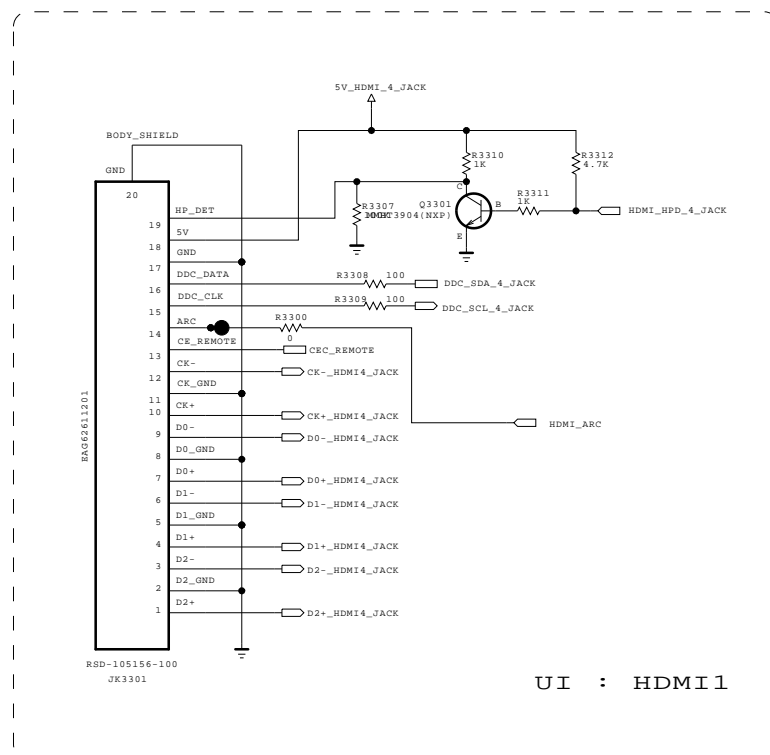 5V_HDMI_4_JACK
BODY_SHIELD
GND
20
R3310
1K
R3312
4.7K
C
R3311
1K
Q3301
B
R3307
MMBT3904(NXP)
E
HDMI_HPD_4_JACK
HP_DET
19
5V
18
GND
17
DDC_DATA
16
R3308 100
DDC_SDA_4_JACK
DDC_CLK
15
R3309 100
DDC_SCL_4_JACK
ARC
14
R3300
0
CE_REMOTE
13
CEC_REMOTE
CK-
12
CK-_HDMI4_JACK
CK_GND
11
CK+
10
CK+_HDMI4_JACK
HDMI_ARC
D0-
9
D0-_HDMI4_JACK
D0_GND
8
D0+
7
D0+_HDMI4_JACK
D1-
6
D1-_HDMI4_JACK
D1_GND
5
D1+
4
D1+_HDMI4_JACK
D2-
3
D2-_HDMI4_JACK
D2_GND
2
D2+
1
D2+_HDMI4_JACK
EAG62611201
RSD-105156-100
JK3301
UI : HDMI1